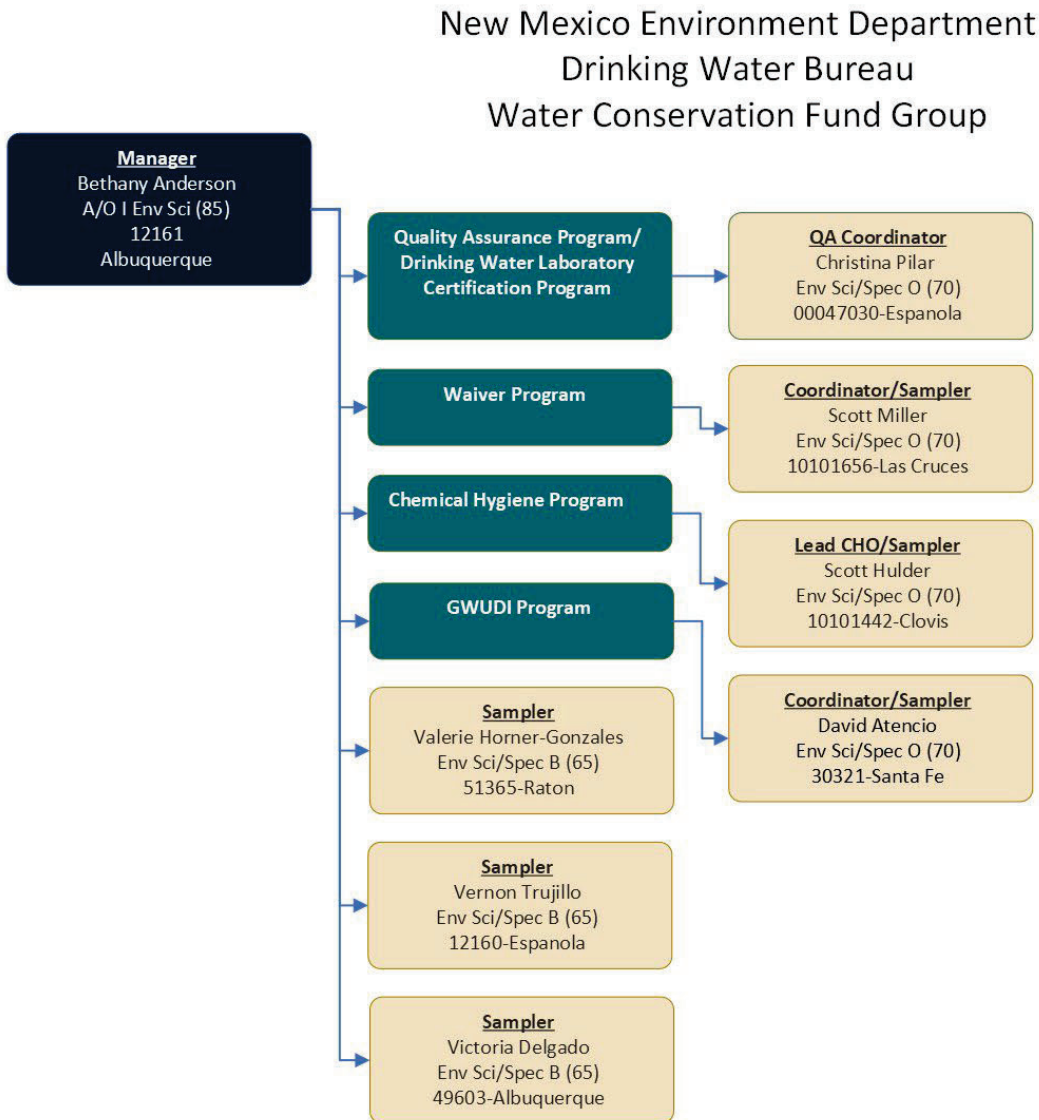 New Mexico Environment Department
Drinking Water Bureau
Water Conservation Fund Group
Manager
Bethany Anderson
A/O I Env Sci (85)
12161
Albuquerque
Quality Assurance Program/
Drinking Water Laboratory
Certification Program
QA Coordinator
Christina Pilar
Env Sci/Spec O (70)
00047030-Espanola
Waiver Program
Coordinator/Sampler
Scott Miller
Env Sci/Spec O (70)
10101656-Las Cruces
Chemical Hygiene Program
Lead CHO/Sampler
Scott Hulder
Env Sci/Spec O (70)
10101442-Clovis
GWUDI Program
Coordinator/Sampler
David Atencio
Env Sci/Spec O (70)
30321-Santa Fe
Sampler
Valerie Horner-Gonzales
Env Sci/Spec B (65)
51365-Raton
Sampler
Vernon Trujillo
Env Sci/Spec B (65)
12160-Espanola
Sampler
Victoria Delgado
Env Sci/Spec B (65)
49603-Albuquerque